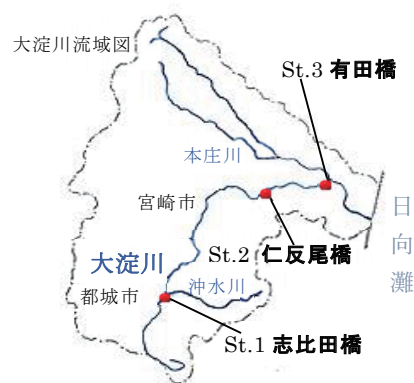 大淀川流域図
St.3 有田橋
本庄川
宮崎市
日向灘
St.2 仁反尾橋
大淀川
沖水川
都城市
St.1 志比田橋